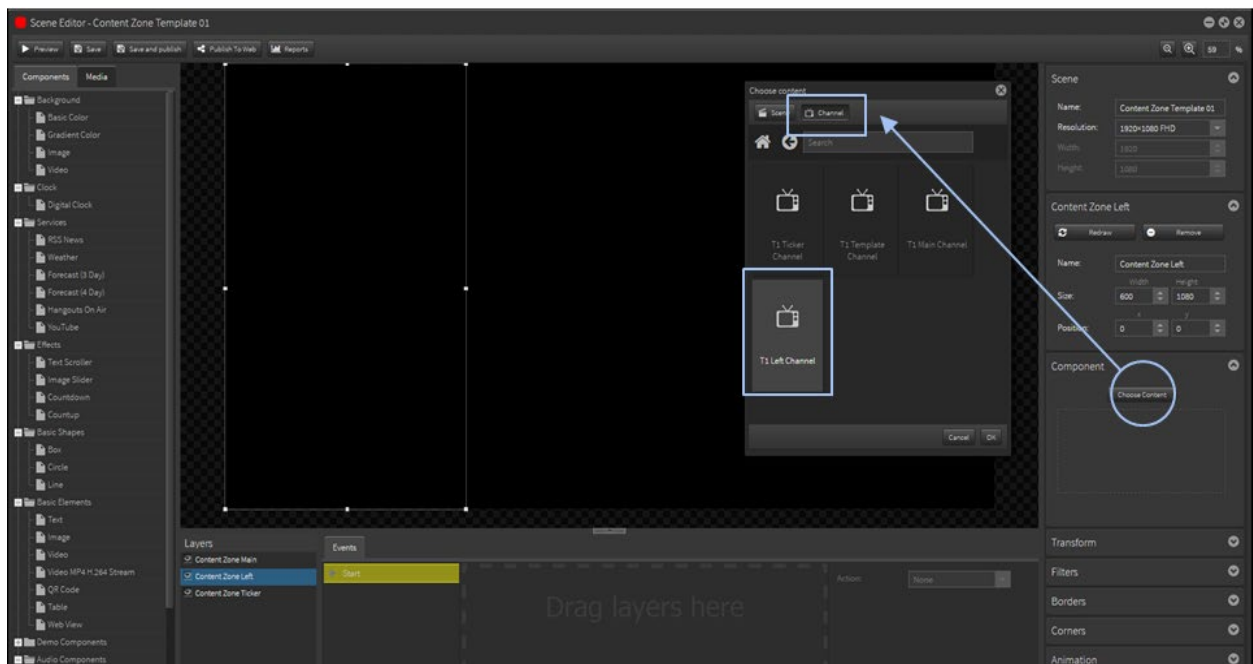 Scene Editor - Content Zone Template 01
Preview Save Save and publish Publish To Web Reports 59 %
Components Media
Background
Basic Color
Gradient Color
Image
Video
Clock
Digital Clock
Services
RSS News
Weather
Forecast (3 Day)
Forecast (4 Day)
Hangouts On Air
YouTube
Effects
Text Scroller
Image Slider
Countdown
Countup
Basic Shapes
Box
Circle
Line
Basic Elements
Text
Image
Video
Video MP4 H.264 Stream
QR Code
Table
Web View
Demo Components
Audio Components
Choose content
Scene Channel
Search
T1 Ticker Channel
T1 Template Channel
T1 Main Channel
T1 Left Channel
Cancel OK
Layers
Content Zone Main
Content Zone Left
Content Zone Ticker
Events
Start
Drag layers here
Action: None
Scene
Name: Content Zone Template 01
Resolution: 1920×1080 FHD
Width:
Height: 1080
Content Zone Left
Redraw Remove
Name: Content Zone Left
Width Height
Size: 600 1080
x y
Position: 0 0
Component
Choose Content
Transform
Filters
Borders
Corners
Animation